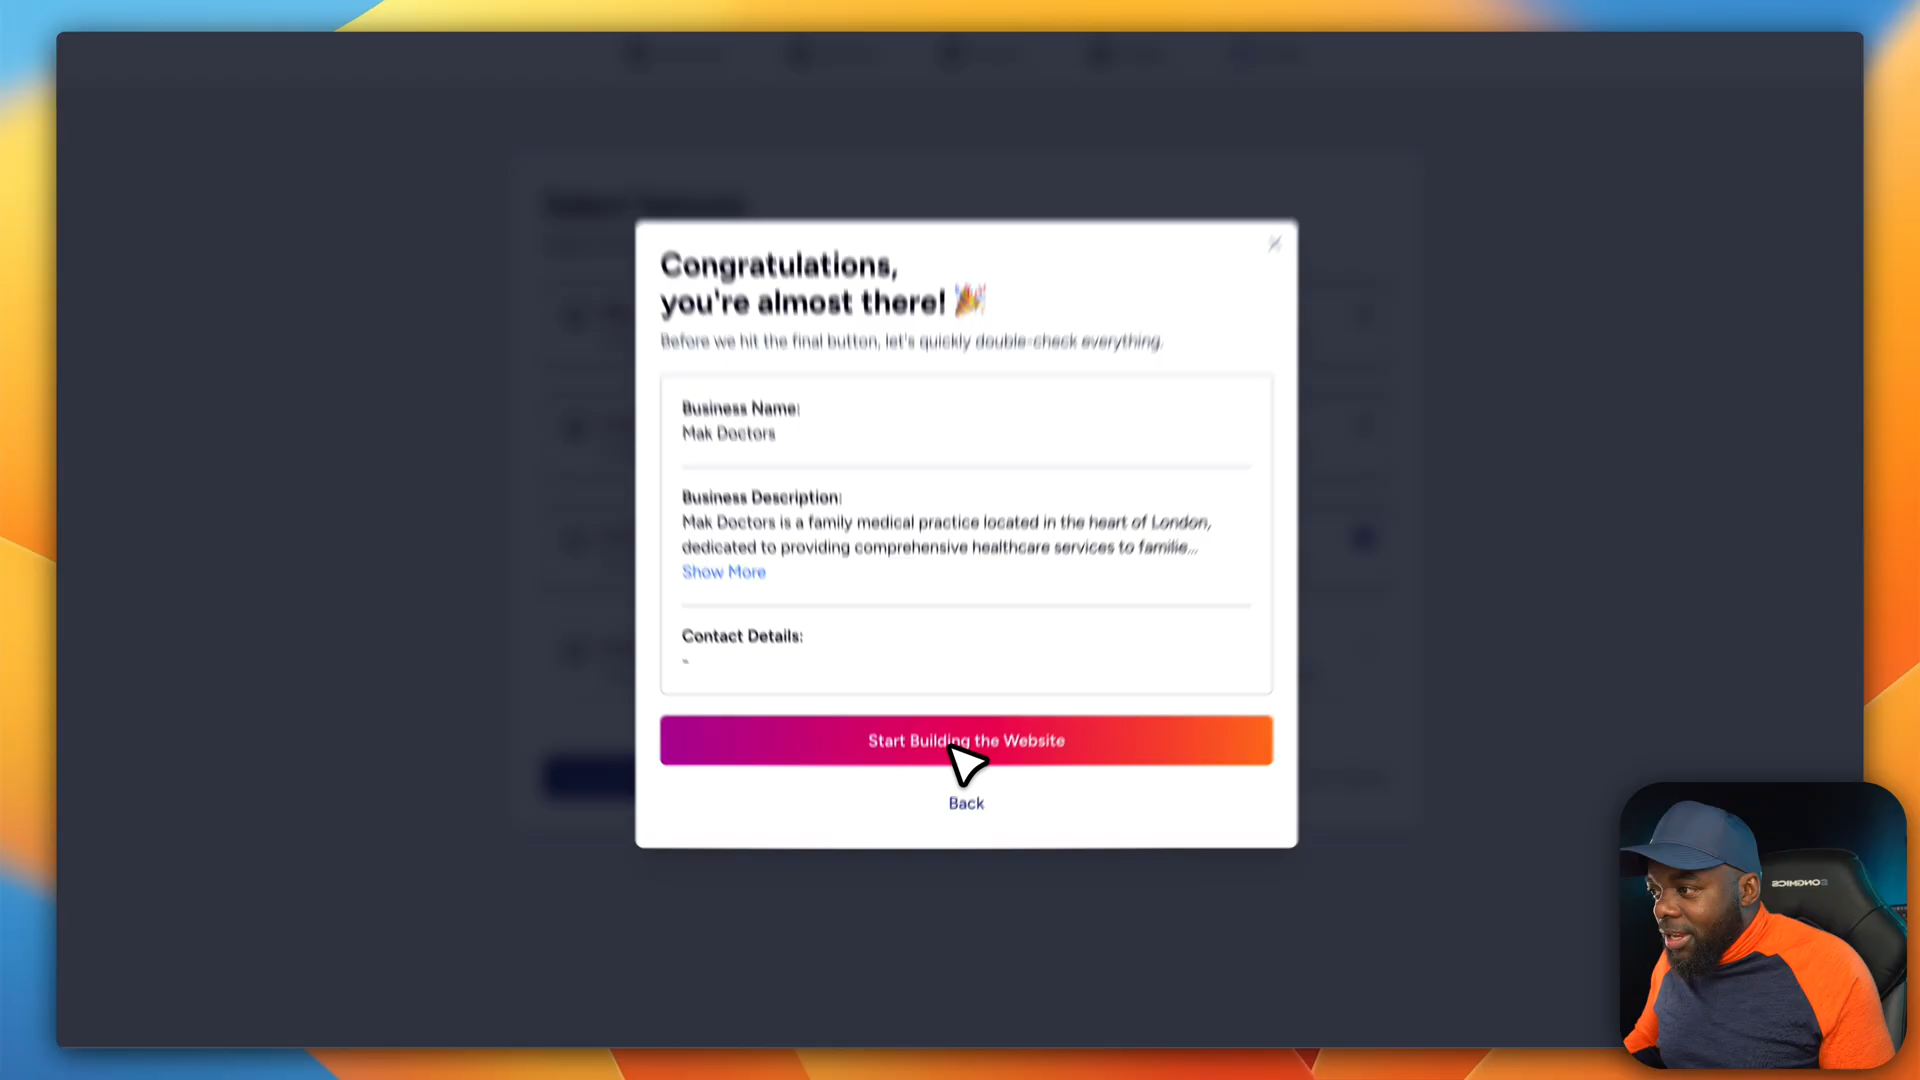 Congratulations,
you're almost there! 🎉
Before we hit the final button, let's quickly double-check everything.
Business Name:
Mak Doctors
Business Description:
Mak Doctors is a family medical practice located in the heart of London,
dedicated to providing comprehensive healthcare services to familie...
Show More
Contact Details:
-
Start Building the Website
Back